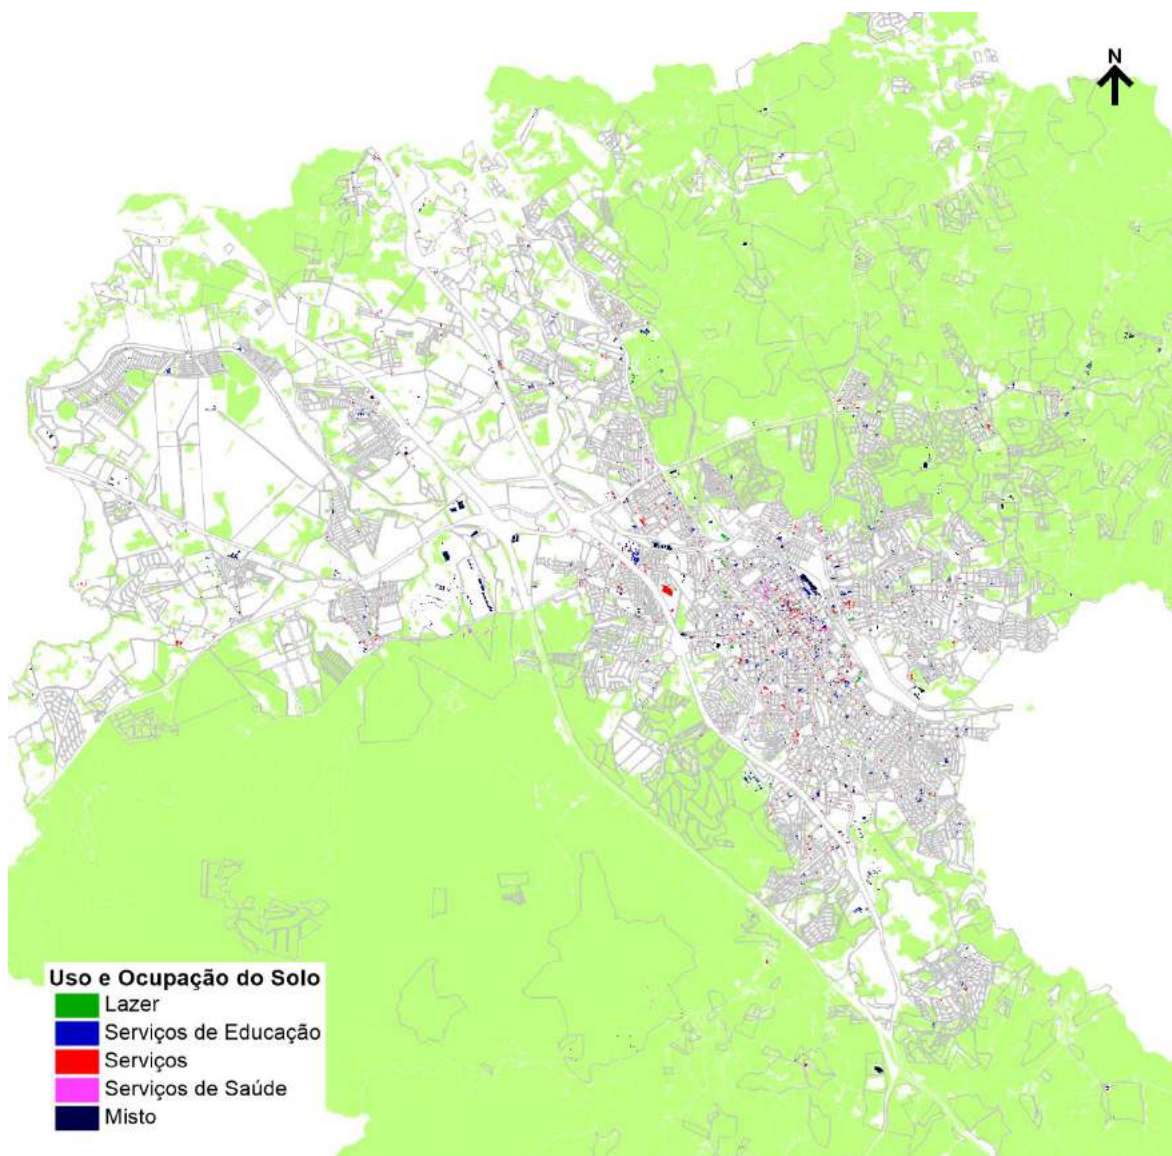 N
Uso e Ocupação do Solo
Lazer
Serviços de Educação
Serviços
Serviços de Saúde
Misto